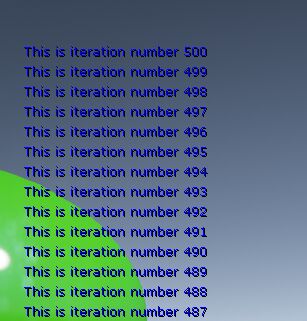 This is iteration number 500
This is iteration number 499
This is iteration number 498
This is iteration number 497
This is iteration number 496
This is iteration number 495
This is iteration number 494
This is iteration number 493
This is iteration number 492
This is iteration number 491
This is iteration number 490
This is iteration number 489
This is iteration number 488
This is iteration number 487